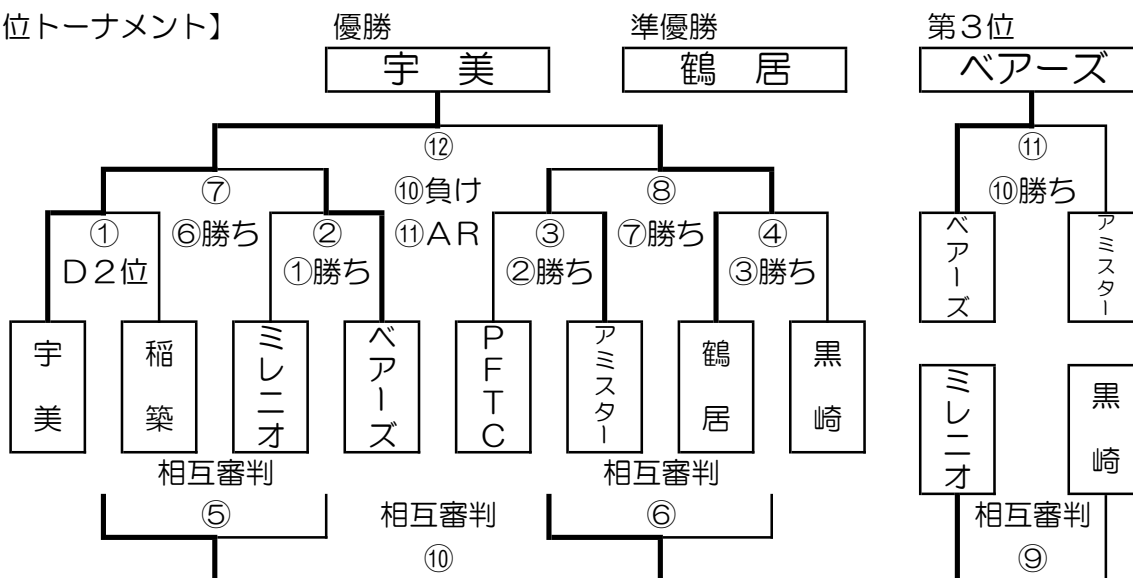 位トーナメント】 優勝 準優勝 第3位
宇 美 鶴 居 ベアーズ
⑫ ⑪
⑦ ⑩負け ⑧ ⑩勝ち
① ⑥勝ち ② ⑪AR ③ ⑦勝ち ④
D2位 ①勝ち ②勝ち ③勝ち
ベアーズ アミスター
宇美 稲築 ミレニオ ベアーズ PFTC アミスター 鶴居 黒崎
ミレニオ 黒崎
相互審判 相互審判
⑤ 相互審判 ⑥ 相互審判
⑩ ⑨